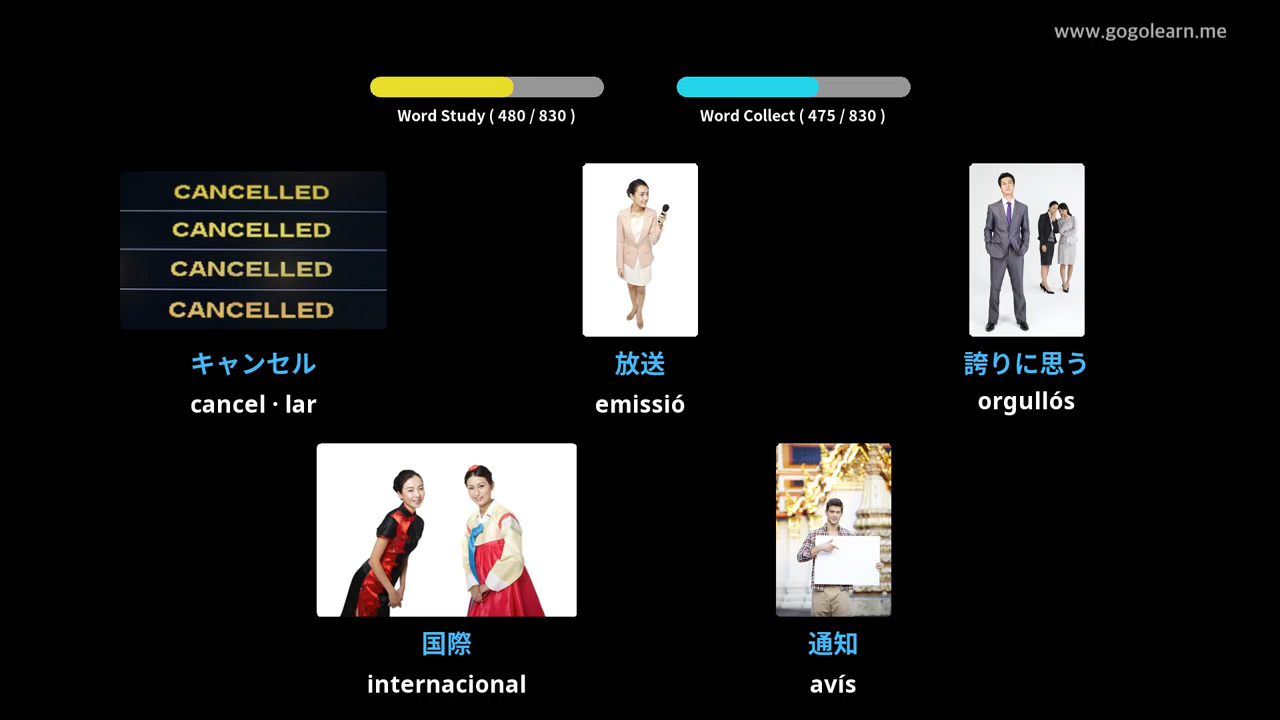 www.gogolearn.me
Word Study ( 480 / 830 )
Word Collect ( 475 / 830 )
CANCELLED
CANCELLED
CANCELLED
CANCELLED
キャンセル
cancel · lar
放送
emissió
誇りに思う
orgullós
国際
internacional
通知
avís